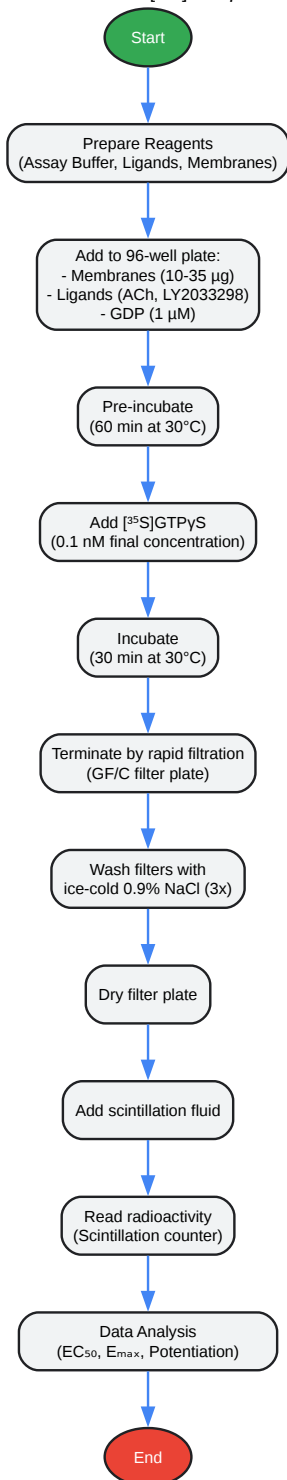 Start
Prepare Reagents
(Assay Buffer, Ligands, Membranes)
Add to 96-well plate:
- Membranes (10-35 µg)
- Ligands (ACh, LY2033298)
- GDP (1 µM)
Pre-incubate
(60 min at 30°C)
Add [³⁵S]GTPγS
(0.1 nM final concentration)
Incubate
(30 min at 30°C)
Terminate by rapid filtration
(GF/C filter plate)
Wash filters with
ice-cold 0.9% NaCl (3x)
Dry filter plate
Add scintillation fluid
Read radioactivity
(Scintillation counter)
Data Analysis
(EC₅₀, Eₘₐₓ, Potentiation)
End